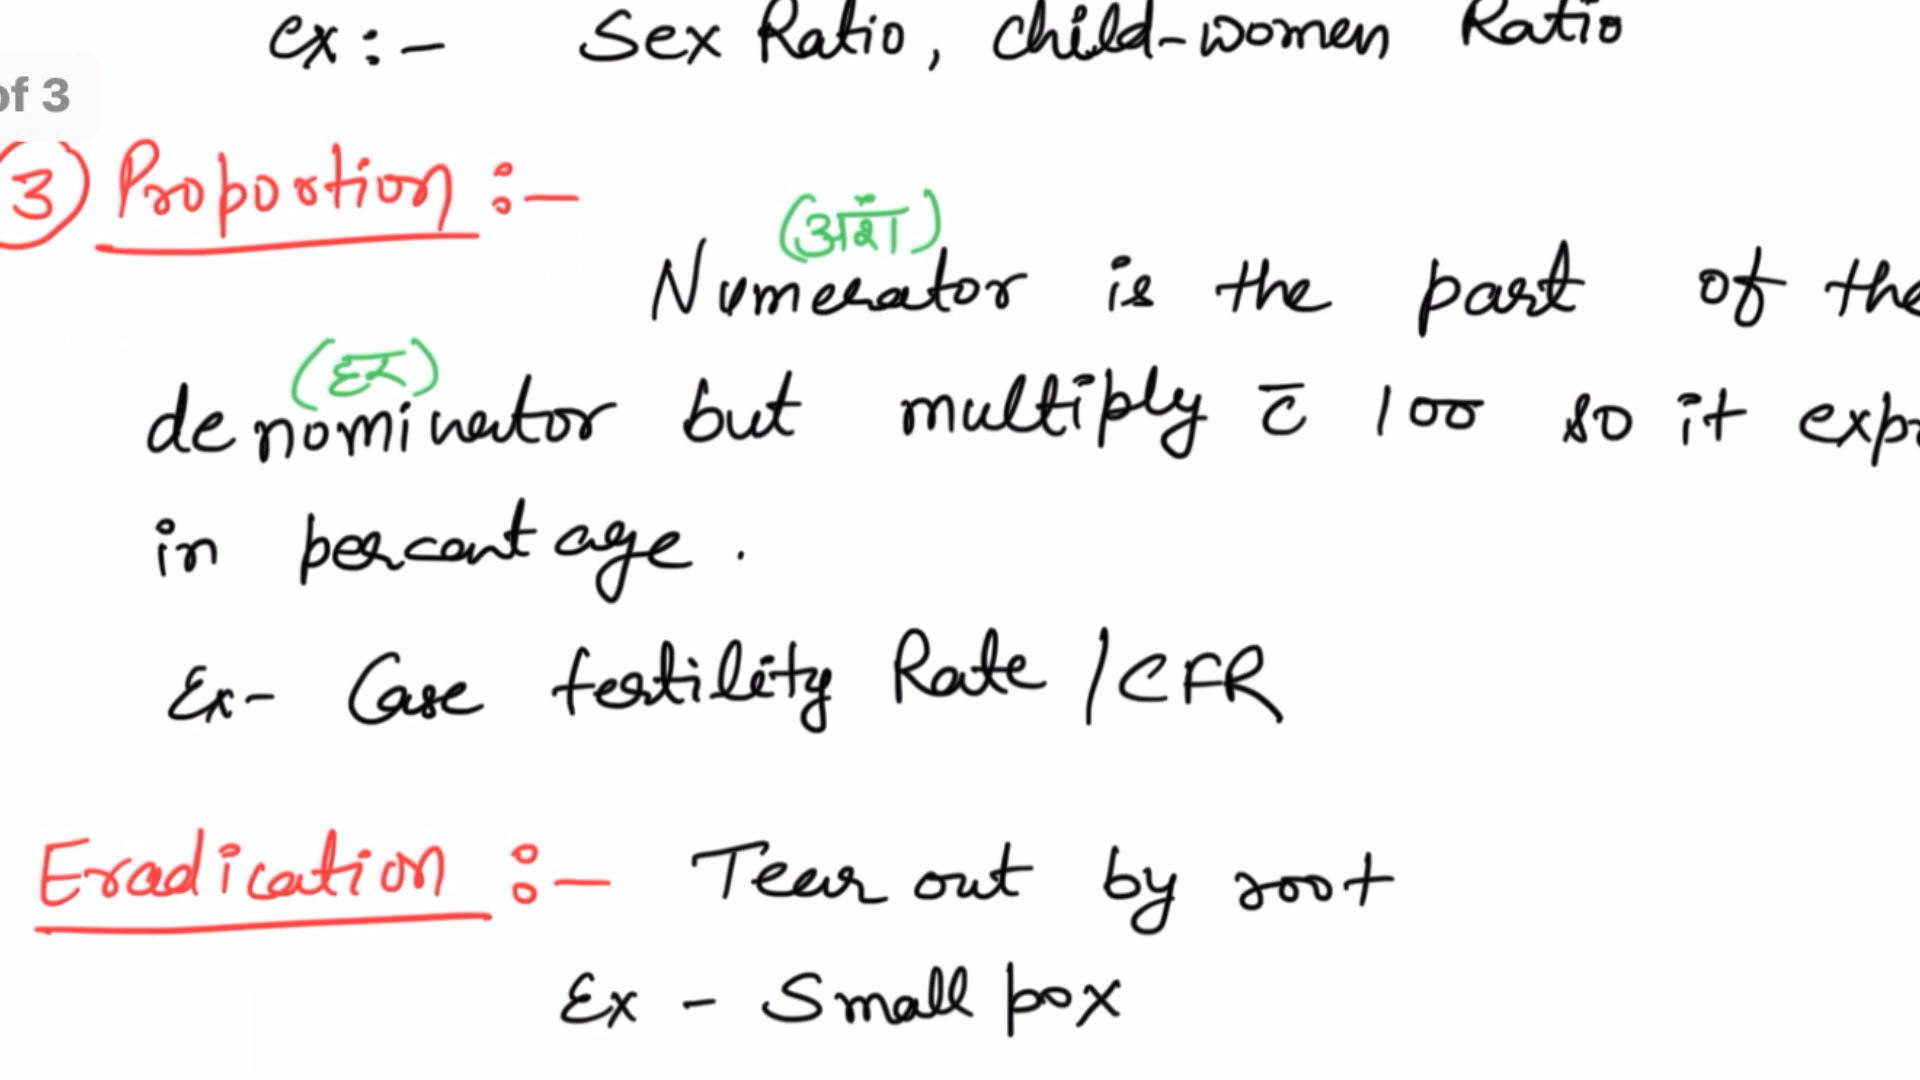 ex :- Sex Ratio, child-women Ratio
of 3
③ Proportion :-
(अंश)
Numerator is the part of the
(हर)
denominator but multiply c̄ 100 so it exp
in percentage.
Ex- Case fertility Rate /CFR
Eradication :- Tear out by root
Ex - Small pox